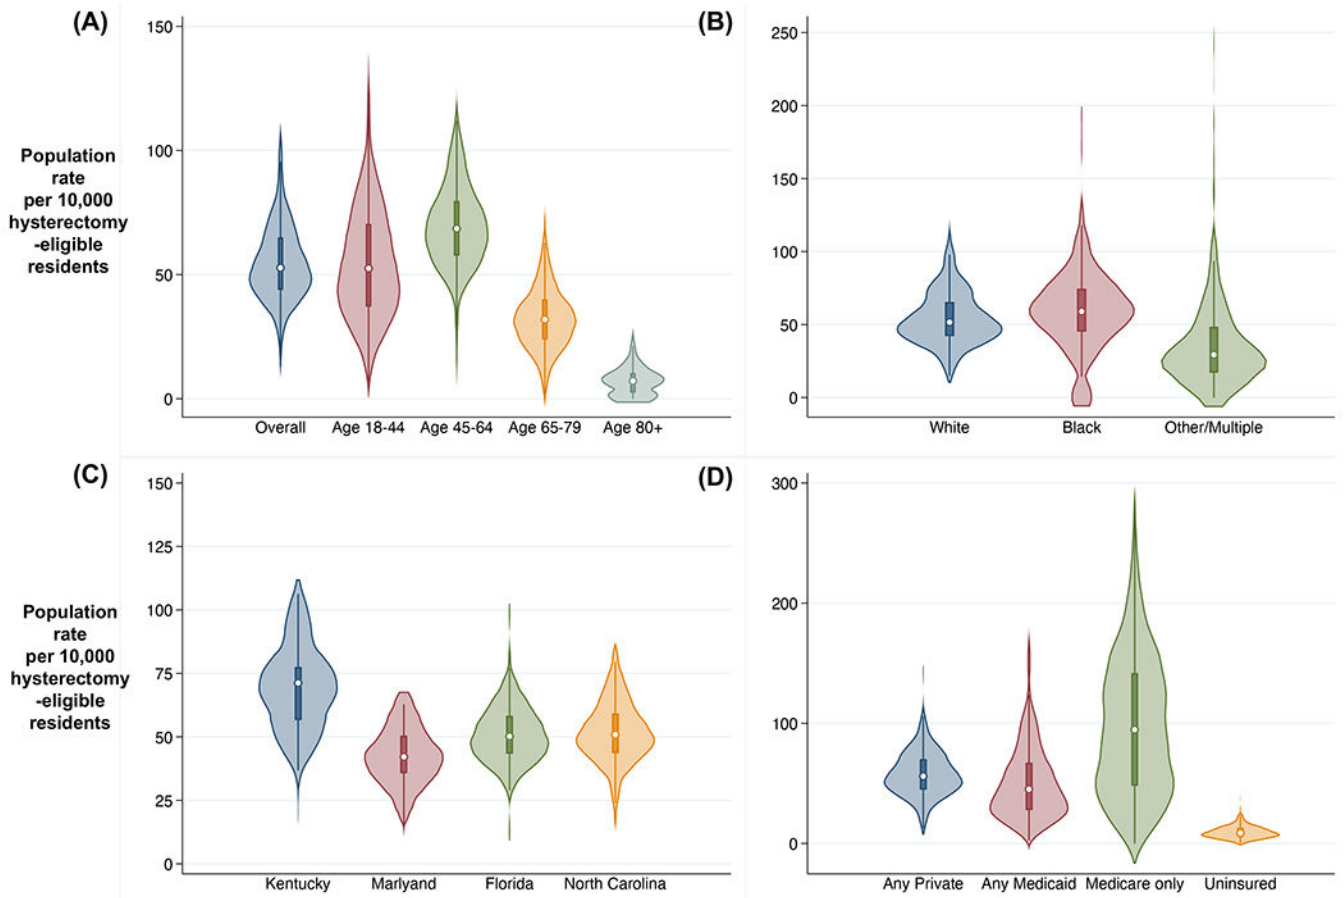 (A)
150
100
50
0
Population
rate
per 10,000
hysterectomy
-eligible
residents
Overall Age 18-44 Age 45-64 Age 65-79 Age 80+
(B)
250
200
150
100
50
0
White Black Other/Multiple
(C)
150
125
100
75
50
25
0
Population
rate
per 10,000
hysterectomy
-eligible
residents
Kentucky Marlyand Florida North Carolina
(D)
300
200
100
0
Any Private Any Medicaid Medicare only Uninsured